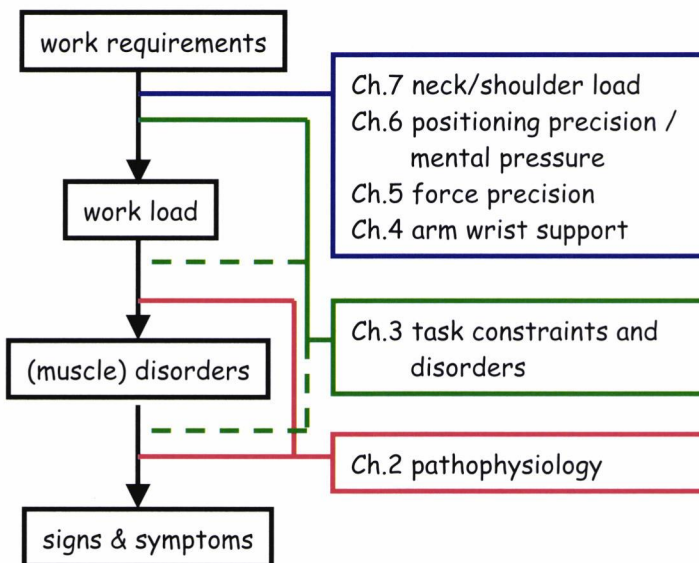 work requirements
work load
(muscle) disorders
signs & symptoms
Ch.7 neck/shoulder load
Ch.6 positioning precision /
mental pressure
Ch.5 force precision
Ch.4 arm wrist support
Ch.3 task constraints and
disorders
Ch.2 pathophysiology